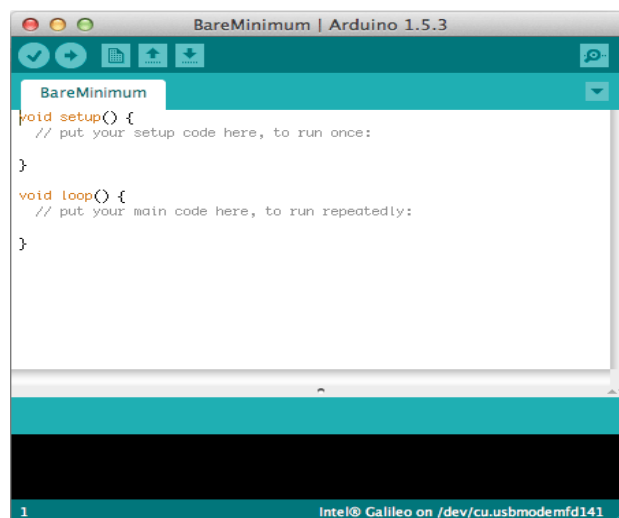 BareMinimum | Arduino 1.5.3
BareMinimum
void setup() {
// put your setup code here, to run once:
}
void loop() {
// put your main code here, to run repeatedly:
}
1
Intel® Galileo on /dev/cu.usbmodemfd141